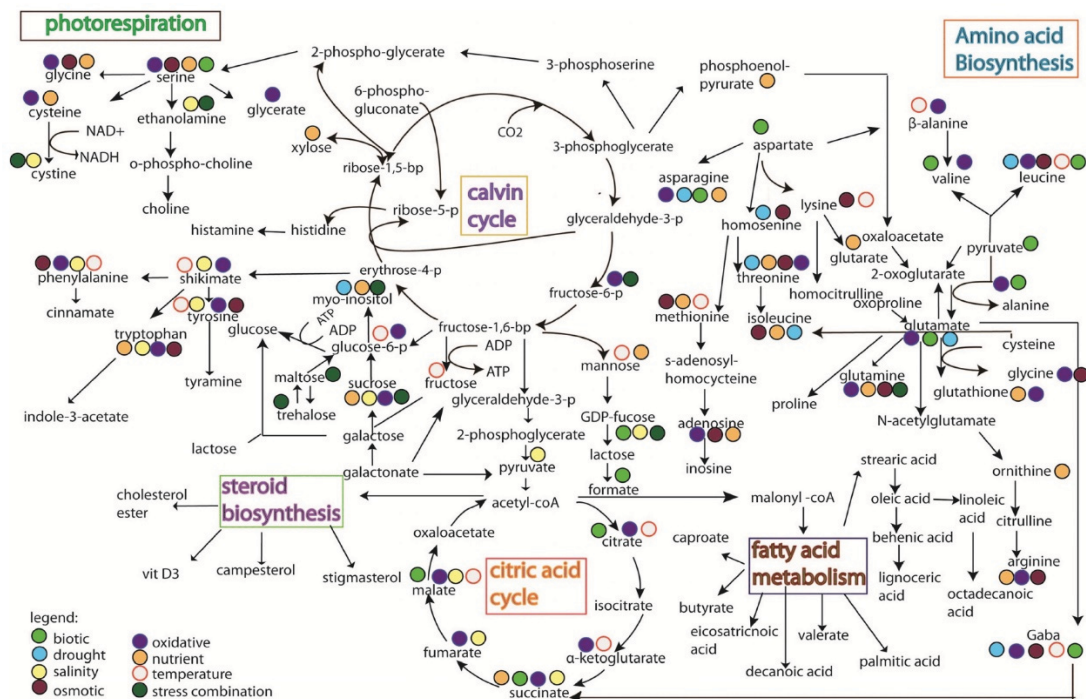 photorespiration
Amino acid
Biosynthesis
2-phospho-glycerate
3-phosphoserine
phosphoenol-
pyrurate
glycine
serine
6-phospho-
gluconate
cysteine
ethanolamine
glycerate
NAD+
NADH
cystine
o-phospho-choline
choline
xylose
ribose-1,5-bp
CO2
3-phosphoglycerate
aspartate
β-alanine
valine
leucine
asparagine
calvin
cycle
ribose-5-p
glyceraldehyde-3-p
homosenine
lysine
oxaloacetate
glutarate
pyruvate
histamine
histidine
2-oxoglutarate
erythrose-4-p
phenylalanine
shikimate
myo-inositol
fructose-6-p
threonine
homocitrulline
oxoproline
alanine
cinnamate
tyrosine
glucose
ATP
ADP
fructose-1,6-bp
methionine
isoleucine
glutamate
tryptophan
glucose-6-p
ADP
ATP
cysteine
mannose
s-adenosyl-
homocycteine
maltose
sucrose
fructose
glutamine
glycine
glutathione
tyramine
trehalose
glyceraldehyde-3-p
proline
indole-3-acetate
GDP-fucose
adenosine
N-acetylglutamate
lactose
galactose
2-phosphoglycerate
lactose
inosine
strearic acid
ornithine
galactonate
pyruvate
formate
steroid
biosynthesis
cholesterol
ester
acetyl-coA
malonyl -coA
oleic acid
linoleic
acid
citrulline
oxaloacetate
citrate
caproate
fatty acid
metabolism
behenic acid
arginine
vit D3
campesterol
stigmasterol
malate
citric acid
cycle
isocitrate
butyrate
lignoceric
acid
octadecanoic
acid
eicosatricnoic
acid
valerate
decanoic acid
palmitic acid
fumarate
α-ketoglutarate
succinate
Gaba
legend:
biotic
drought
salinity
osmotic
oxidative
nutrient
temperature
stress combination